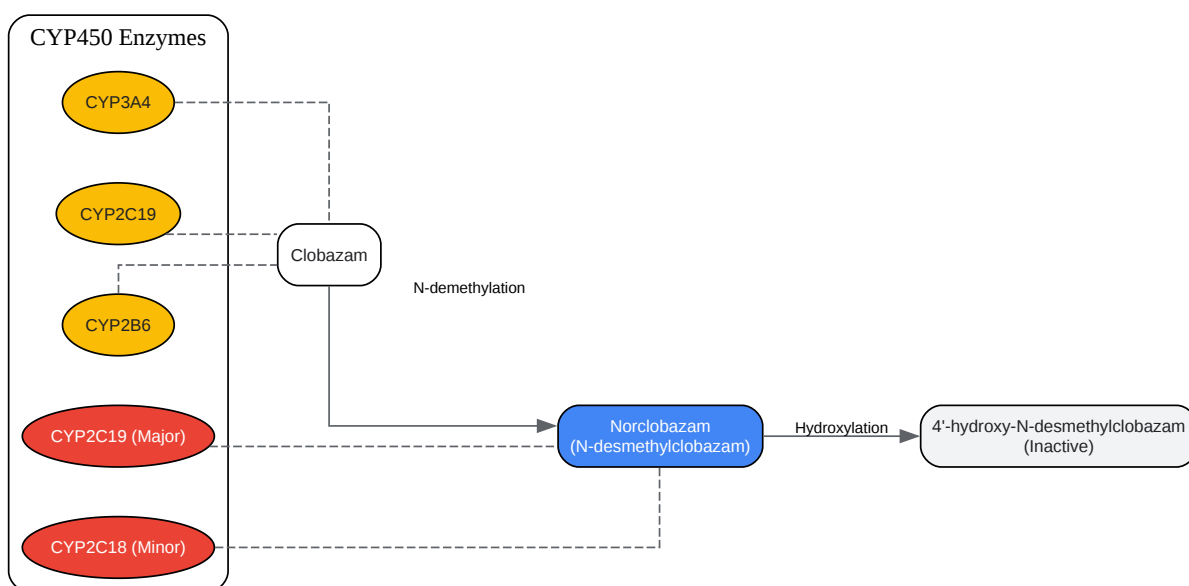 CYP450 Enzymes
CYP3A4
CYP2C19
Clobazam
N-demethylation
CYP2B6
CYP2C19 (Major)
Norclobazam
(N-desmethylclobazam)
Hydroxylation
4'-hydroxy-N-desmethylclobazam
(Inactive)
CYP2C18 (Minor)